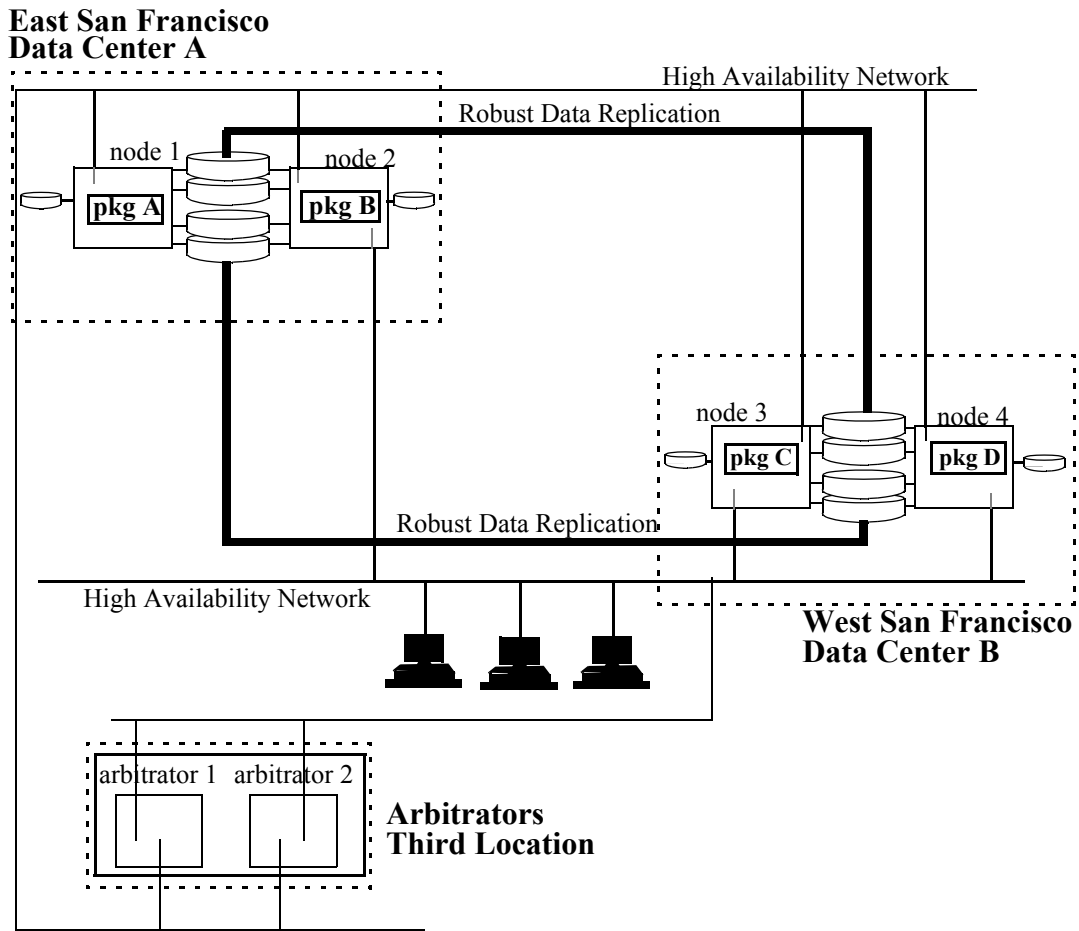 East San Francisco
Data Center A
High Availability Network
Robust Data Replication
node 1
node 2
pkg A
pkg B
node 3
node 4
pkg C
pkg D
Robust Data Replication
High Availability Network
West San Francisco
Data Center B
arbitrator 1
arbitrator 2
Arbitrators
Third Location